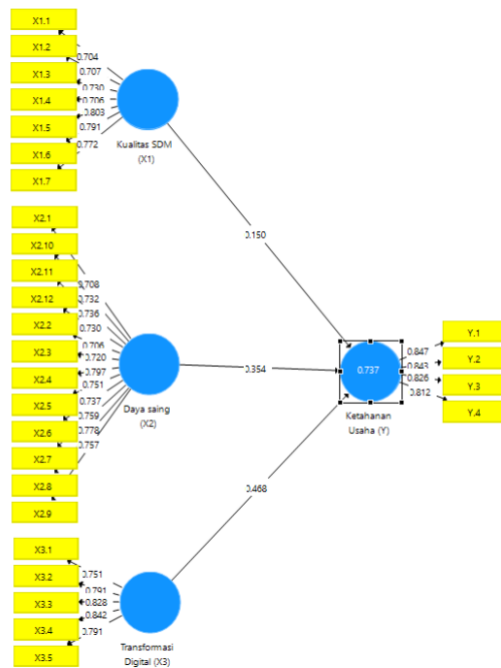 X1.1
X1.2
X1.3
X1.4
X1.5
X1.6
X1.7
0.704
0.707
0.730
0.706
0.803
0.791
0.772
Kualitas SDM
(X1)
0.150
X2.1
X2.10
X2.11
X2.12
X2.2
X2.3
X2.4
X2.5
X2.6
X2.7
X2.8
X2.9
0.708
0.732
0.736
0.730
0.706
0.720
0.797
0.751
0.737
0.759
0.778
0.757
Daya saing
(X2)
0.354
0.737
Ketahanan
Usaha (Y)
0.847
0.843
0.826
0.812
Y.1
Y.2
Y.3
Y.4
0.468
X3.1
X3.2
X3.3
X3.4
X3.5
0.751
0.791
0.828
0.842
0.791
Transformasi
Digital (X3)